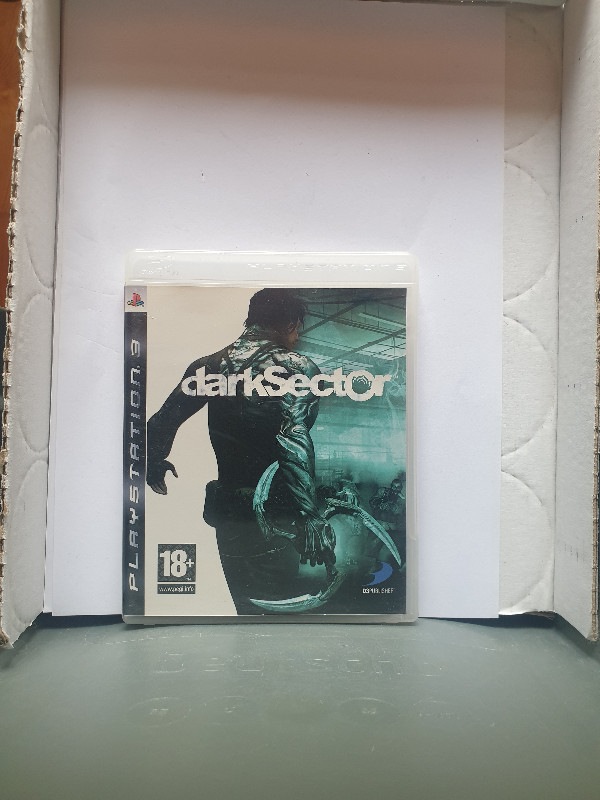 PLAYSTATION 3
darkSectOr
18+
www.pegi.info
D3PUBLISHER